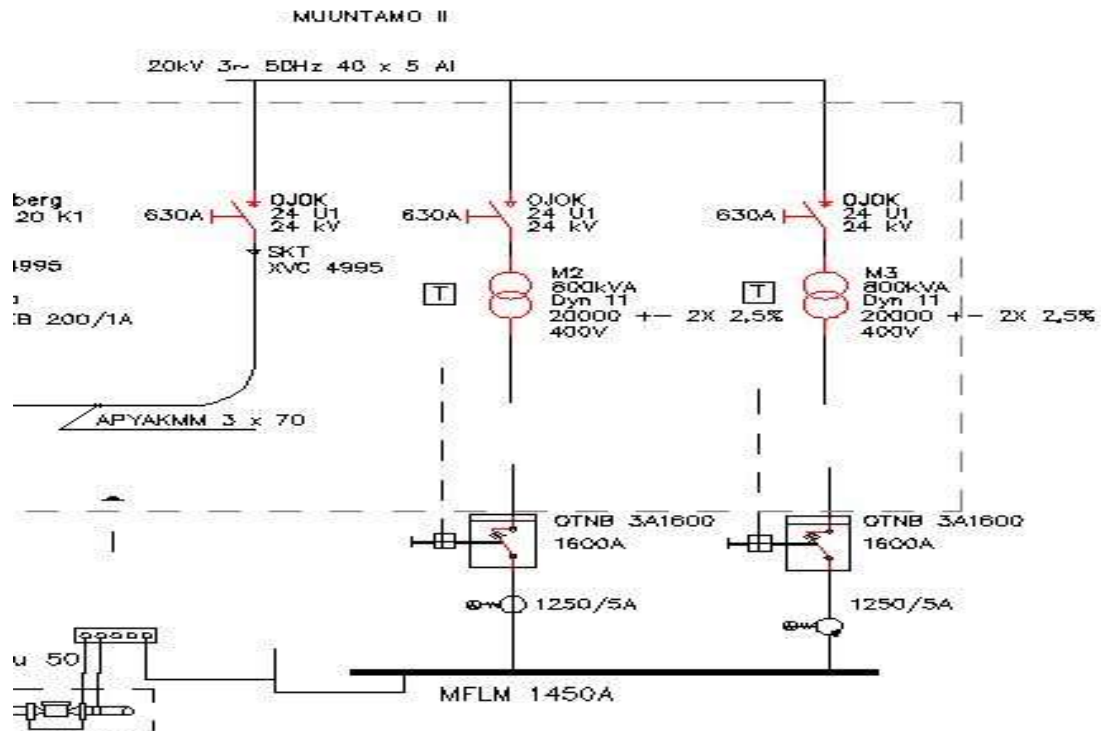 MUUNTAMO II
20kV 3~ 50Hz 40 x 5 Al
berg
20 K1
4995
EB 200/1A
630A
OJOK
24 U1
24 kV
SKT
XVC 4995
630A
OJOK
24 U1
24 kV
630A
OJOK
24 U1
24 kV
T
M2
800kVA
Dyn 11
20000 +- 2X 2,5%
400V
T
M3
800kVA
Dyn 11
20000 +- 2X 2,5%
400V
APYAKMM 3 x 70
OTNB 3A1600
1600A
OTNB 3A1600
1600A
1250/5A
1250/5A
u 50
MFLM 1450A